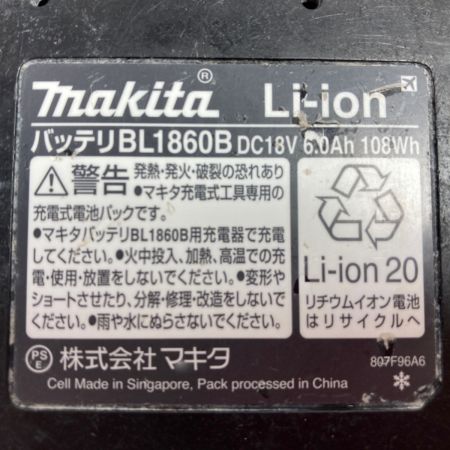 makita® Li-ion
バッテリBL1860B DC18V 6.0Ah 108Wh
警告 発熱・発火・破裂の恐れあり
●マキタ充電式工具専用の
充電式電池パックです。
●マキタバッテリBL1860B用充電器で充電
してください。●火中投入、加熱、高温での充
電・使用・放置をしないでください。●変形や
ショートさせたり、分解・修理・改造をしないで
ください。●雨や水にぬらさないでください。
Li-ion 20
リチウムイオン電池
はリサイクルへ
PSE 株式会社 マキタ
807F96A6
Cell Made in Singapore, Pack processed in China